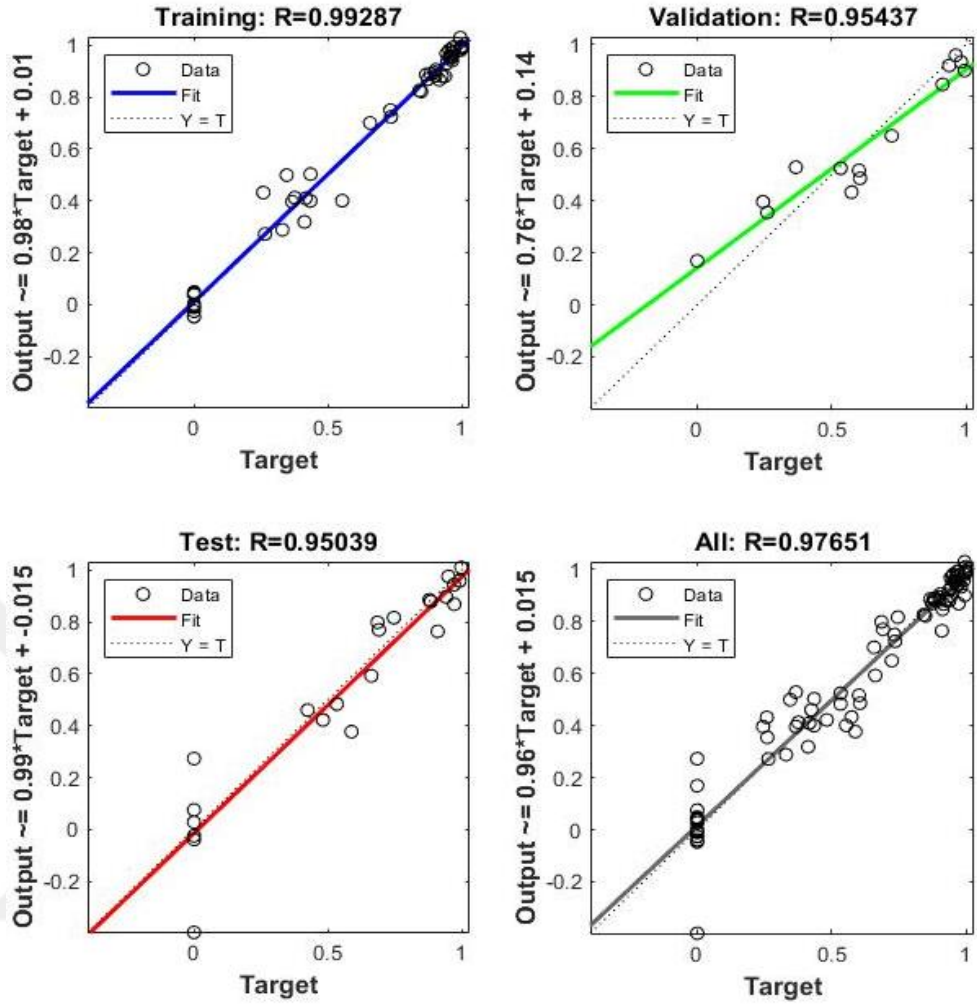 Training: R=0.99287
Output ~= 0.98*Target + 0.01
1
0.8
0.6
0.4
0.2
0
-0.2
Data
Fit
Y = T
0
0.5
1
Target
Validation: R=0.95437
Output ~= 0.76*Target + 0.14
1
0.8
0.6
0.4
0.2
0
-0.2
Data
Fit
Y = T
0
0.5
1
Target
Test: R=0.95039
Output ~= 0.99*Target + -0.015
1
0.8
0.6
0.4
0.2
0
-0.2
Data
Fit
Y = T
0
0.5
1
Target
All: R=0.97651
Output ~= 0.96*Target + 0.015
1
0.8
0.6
0.4
0.2
0
-0.2
Data
Fit
Y = T
0
0.5
1
Target